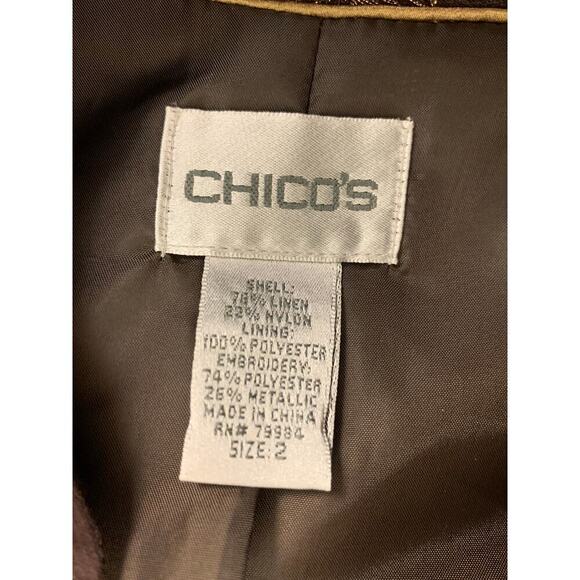 CHICO'S
SHELL:
78% LINEN
22% NYLON
LINING:
100% POLYESTER
EMBROIDERY:
74% POLYESTER
26% METALLIC
MADE IN CHINA
RN# 79984
SIZE: 2